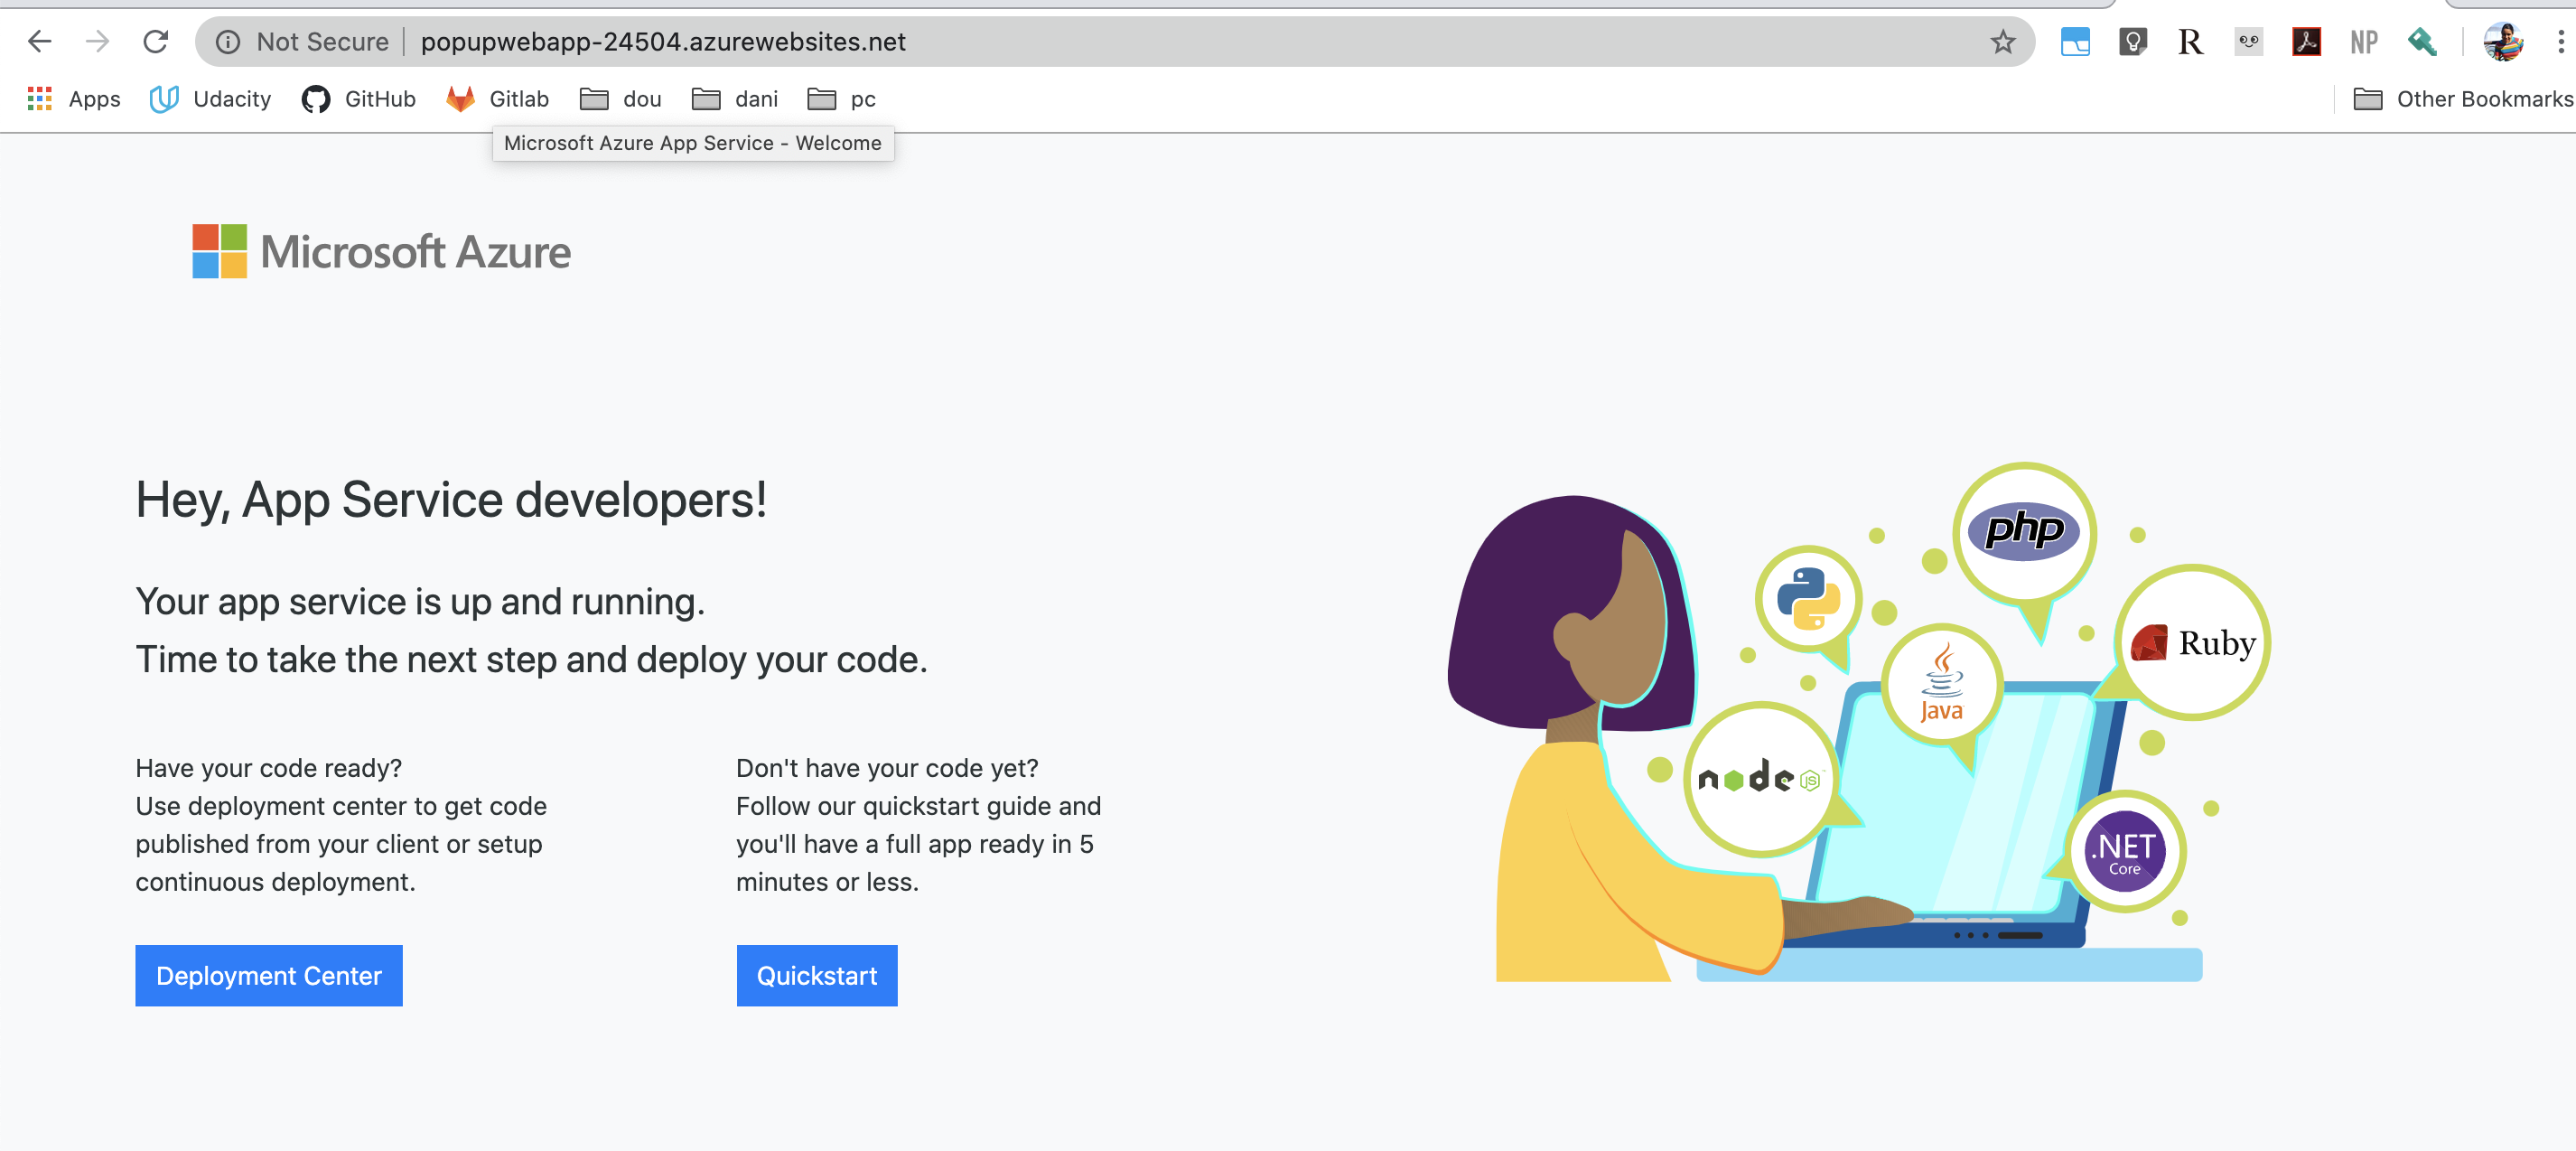 Not Secure popupwebapp-24504.azurewebsites.net
R NP
Apps Udacity GitHub Gitlab dou dani pc Other Bookmarks
Microsoft Azure App Service - Welcome
Microsoft Azure
Hey, App Service developers!
Your app service is up and running.
Time to take the next step and deploy your code.
Have your code ready?
Use deployment center to get code
published from your client or setup
continuous deployment.
Deployment Center
Don't have your code yet?
Follow our quickstart guide and
you'll have a full app ready in 5
minutes or less.
Quickstart
php
Ruby
Java
node JS
.NET
Core